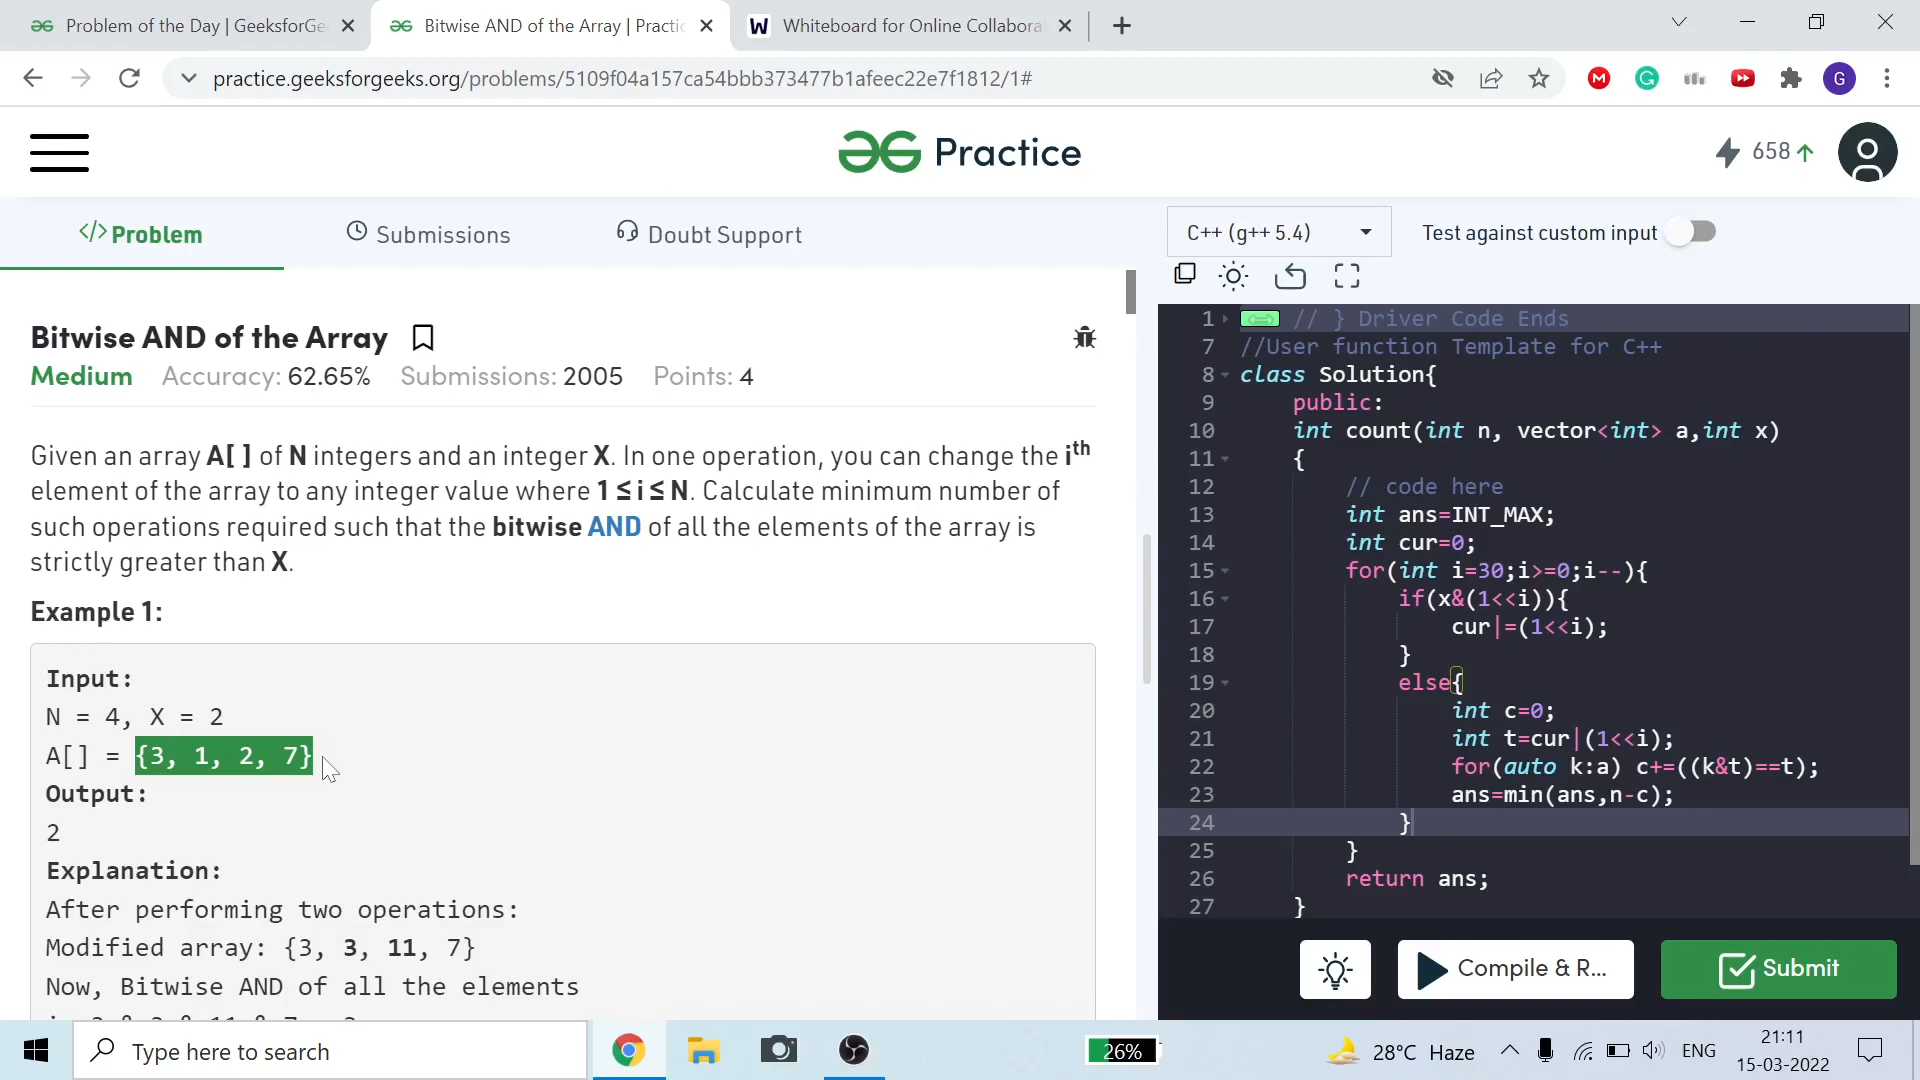 Problem of the Day | GeeksforGe
Bitwise AND of the Array | Practic
Whiteboard for Online Collabora
practice.geeksforgeeks.org/problems/5109f04a157ca54bbb373477b1afeec22e7f1812/1#
G
Practice
658
Problem
Submissions
Doubt Support
C++ (g++ 5.4)
Test against custom input
Bitwise AND of the Array
Medium Accuracy: 62.65% Submissions: 2005 Points: 4
Given an array A[ ] of N integers and an integer X. In one operation, you can change the ith
element of the array to any integer value where 1 ≤ i ≤ N. Calculate minimum number of
such operations required such that the bitwise AND of all the elements of the array is
strictly greater than X.
Example 1:
Input:
N = 4, X = 2
A[] = {3, 1, 2, 7}
Output:
2
Explanation:
After performing two operations:
Modified array: {3, 3, 11, 7}
Now, Bitwise AND of all the elements
1 // } Driver Code Ends
7 //User function Template for C++
8 class Solution{
9 public:
10 int count(int n, vector<int> a,int x)
11 {
12 // code here
13 int ans=INT_MAX;
14 int cur=0;
15 for(int i=30;i>=0;i--){
16 if(x&(1<<i)){
17 cur|=(1<<i);
18 }
19 else{
20 int c=0;
21 int t=cur|(1<<i);
22 for(auto k:a) c+=((k&t)==t);
23 ans=min(ans,n-c);
24 }
25 }
26 return ans;
27 }
Compile & R...
Submit
Type here to search
26%
28°C Haze
ENG
21:11
15-03-2022